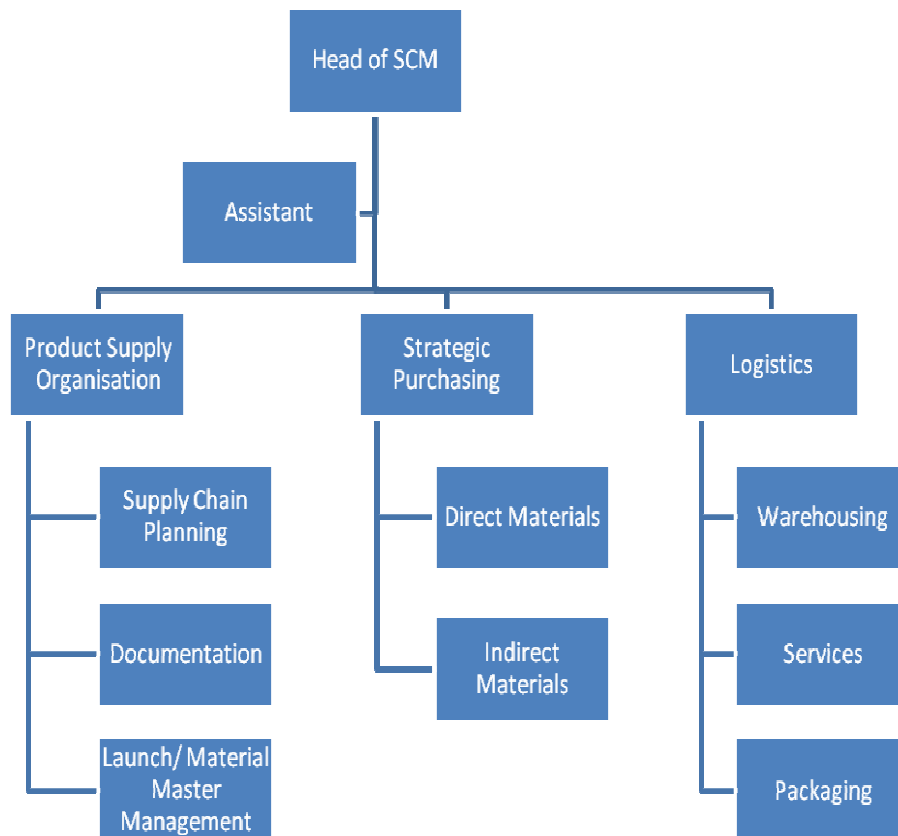 Head of SCM
Assistant
Product Supply
Organisation
Strategic
Purchasing
Logistics
Supply Chain
Planning
Direct Materials
Warehousing
Documentation
Indirect
Materials
Services
Launch/ Material
Master
Management
Packaging